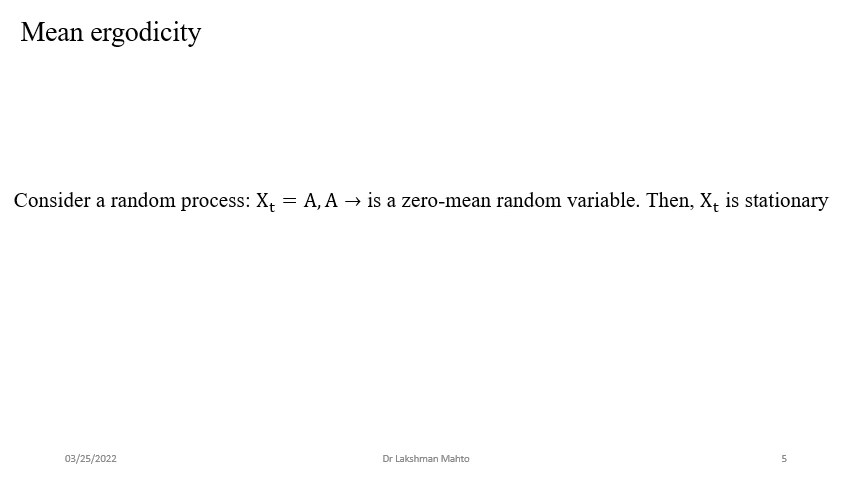 Mean ergodicity
Consider a random process: Xₜ = A, A → is a zero-mean random variable. Then, Xₜ is stationary
03/25/2022
Dr Lakshman Mahto
5